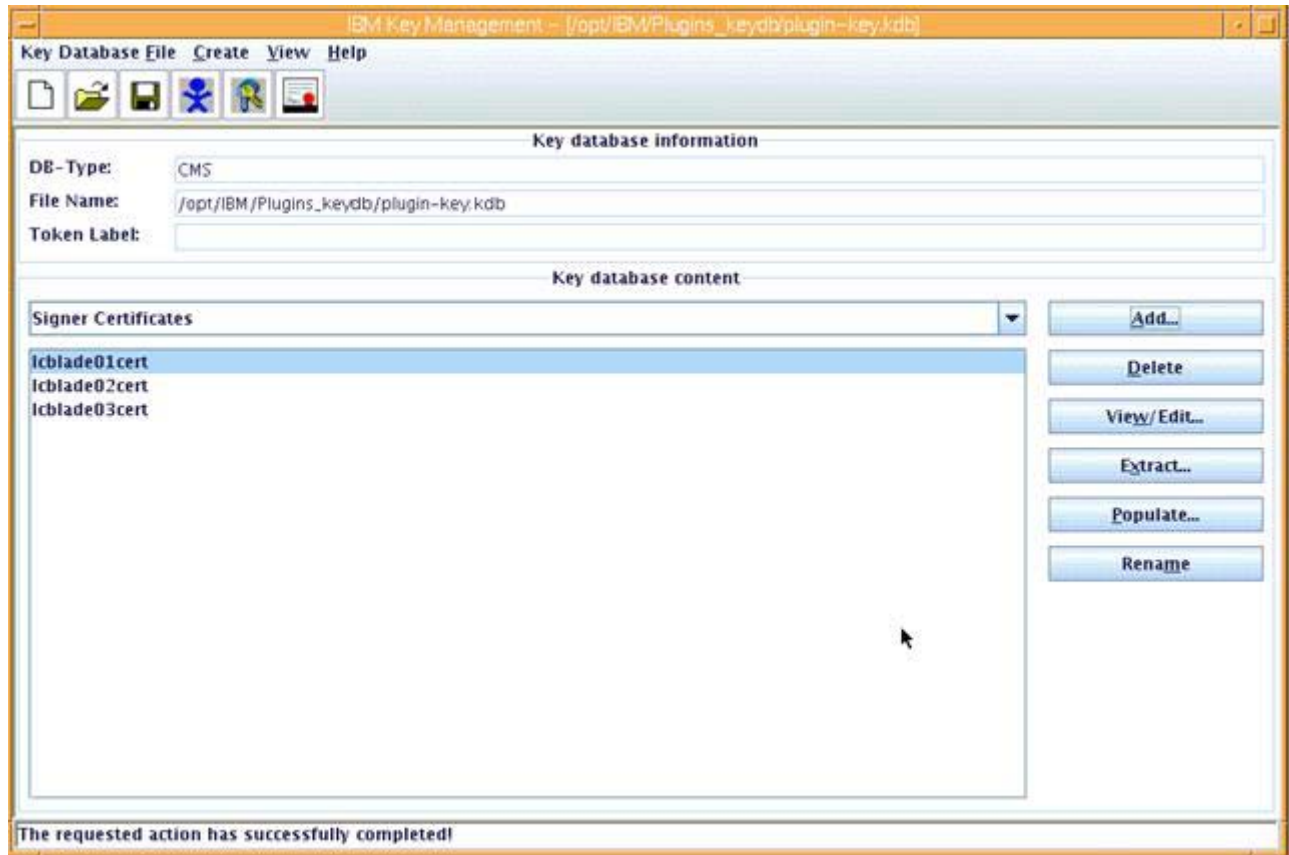 IBM Key Management - [/opt/IBM/Plugins_keydb/plugin-key.kdb]
Key Database File Create View Help
Key database information
DB-Type: CMS
File Name: /opt/IBM/Plugins_keydb/plugin-key.kdb
Token Label:
Key database content
Signer Certificates
Add...
lcblade01cert
Delete
lcblade02cert
lcblade03cert
View/Edit...
Extract...
Populate...
Rename
The requested action has successfully completed!